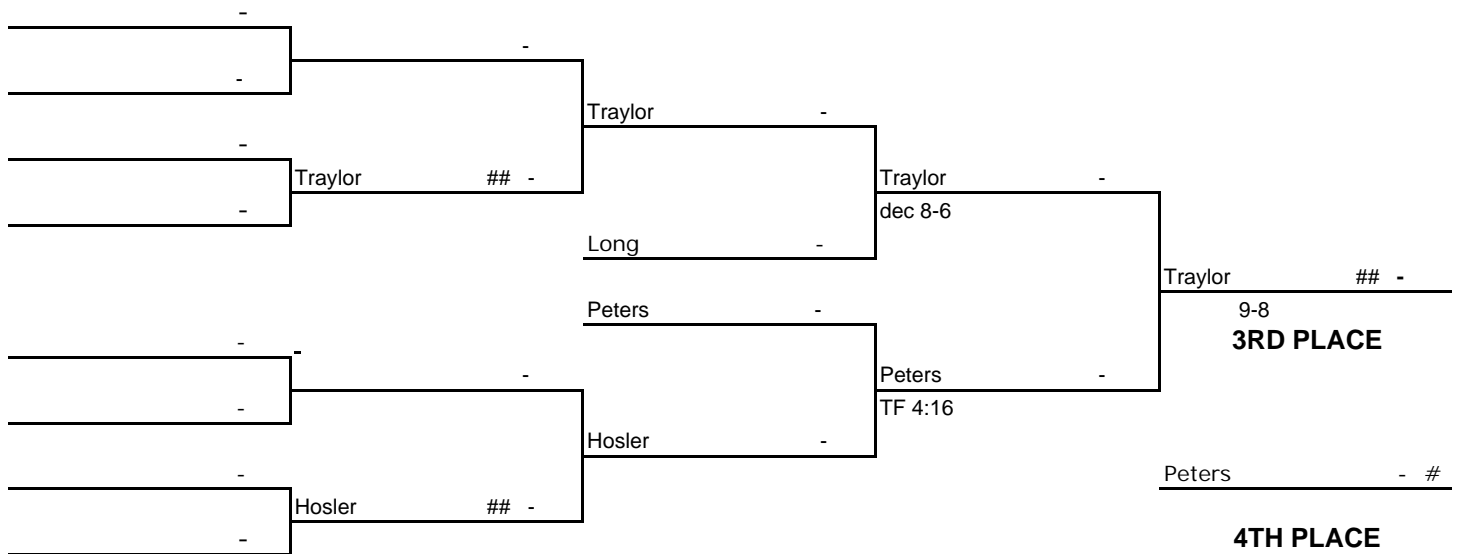 -
-
-
Traylor -
-
Traylor ## -
Traylor -
-
dec 8-6
Long -
Traylor ## -
Peters -
9-8
3RD PLACE
- -
-
Peters -
-
TF 4:16
Hosler -
-
Peters - #
Hosler ## -
-
4TH PLACE